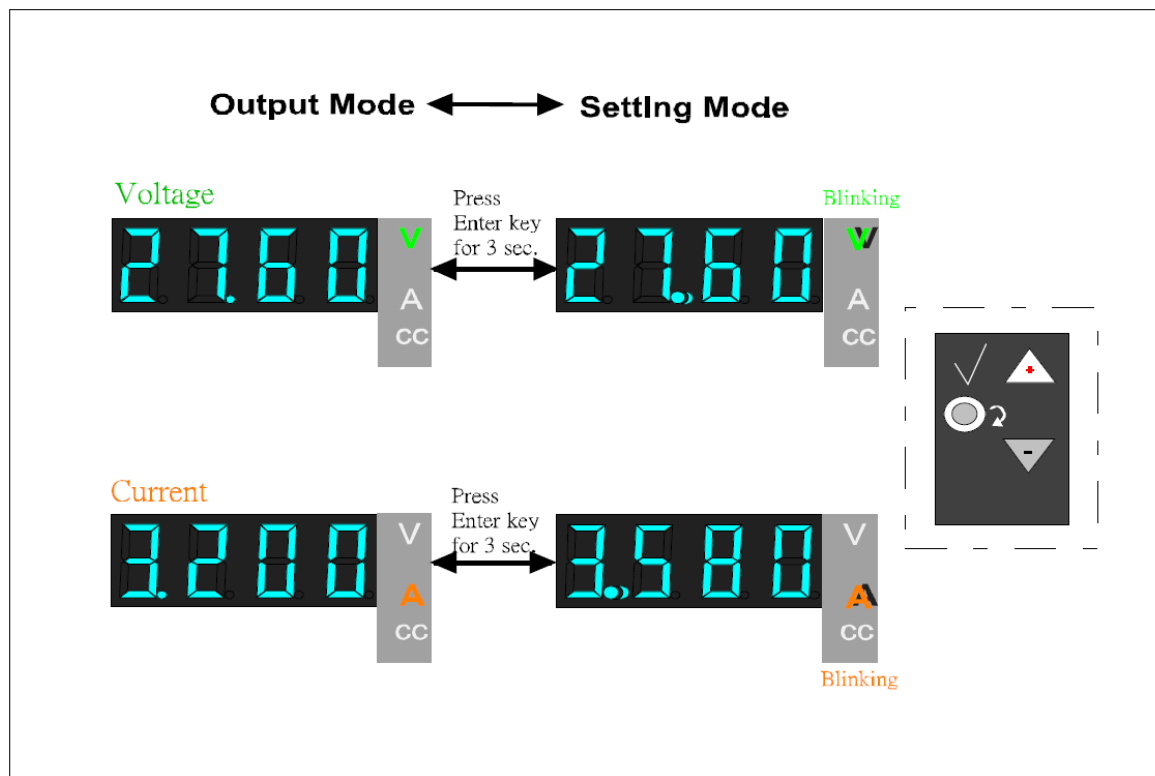 Output Mode Setting Mode
Voltage
Press
Enter key
for 3 sec.
Blinking
27.60 V
A
CC
27.60 V
A
CC
+
-
Current
Press
Enter key
for 3 sec.
3.200 V
A
CC
3.580 V
A
CC
Blinking